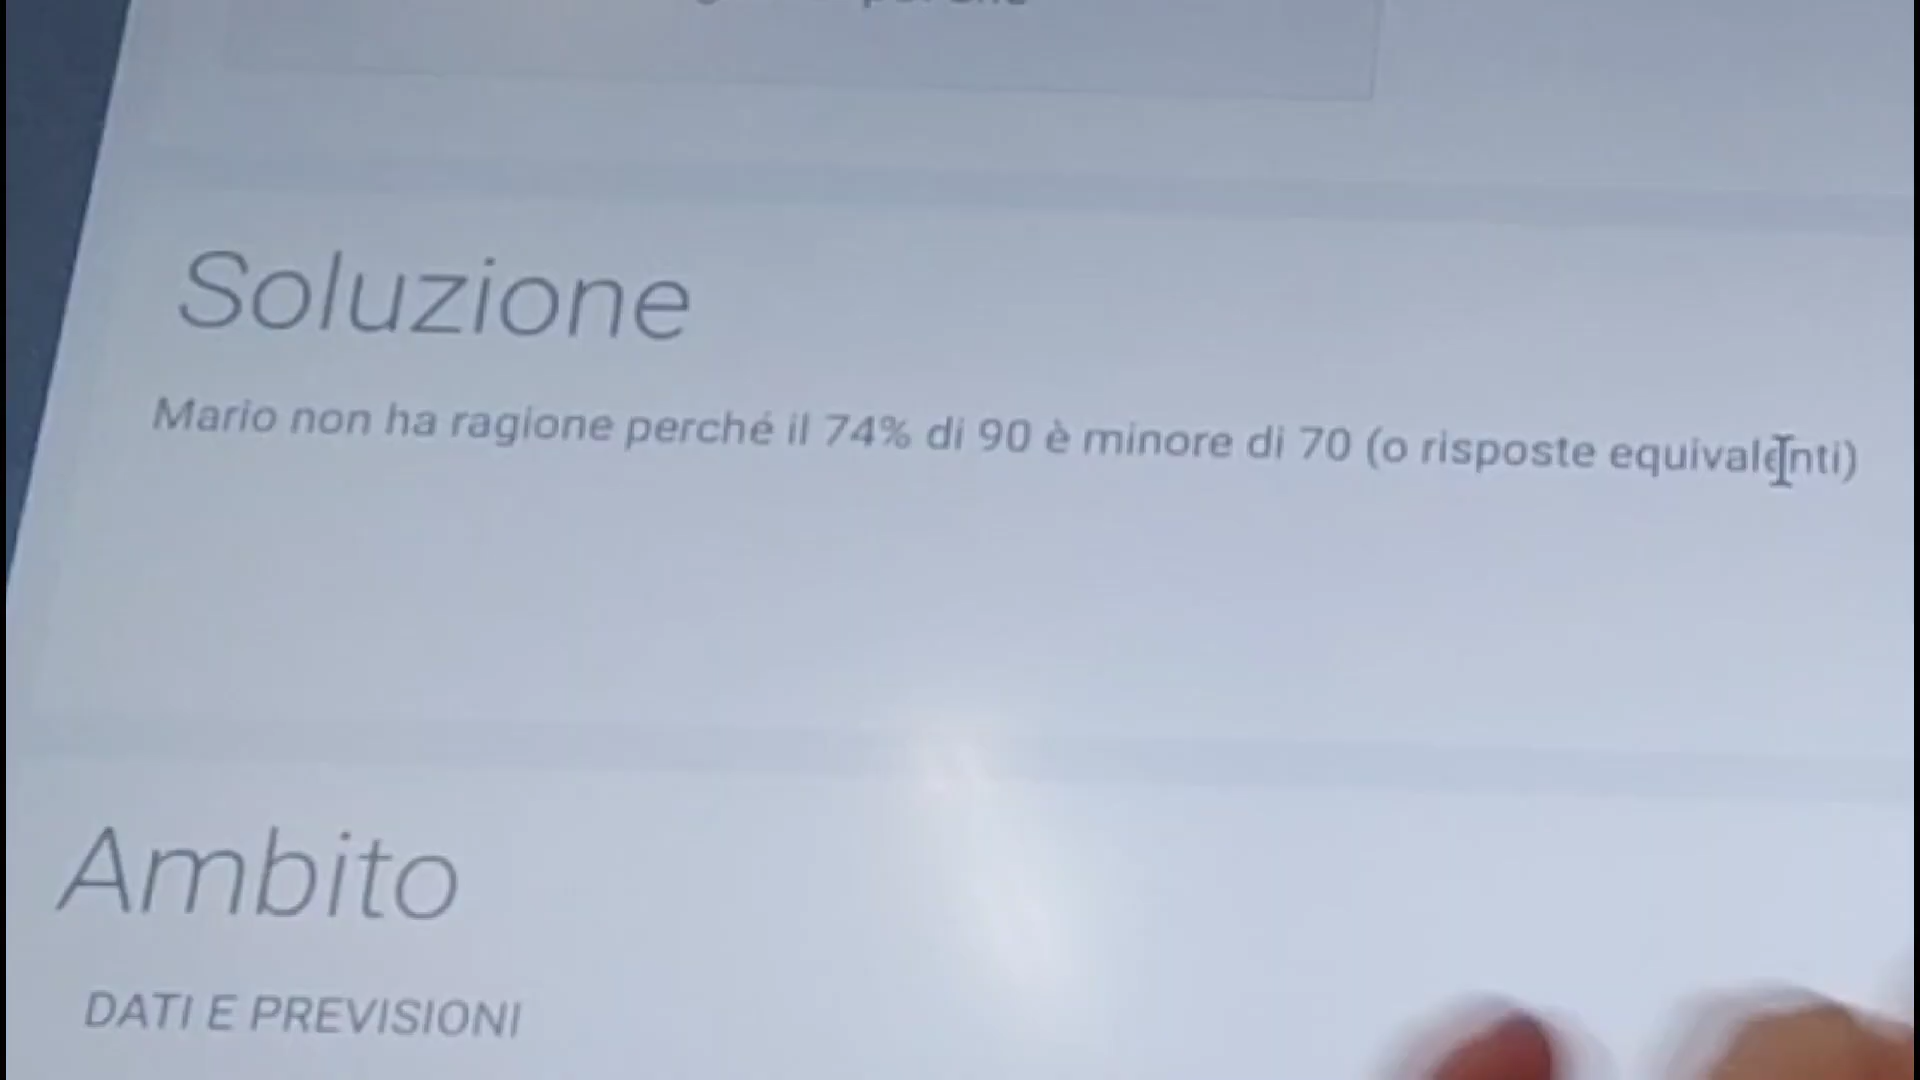 Soluzione
Mario non ha ragione perché il 74% di 90 è minore di 70 (o risposte equivalenti)
Ambito
DATI E PREVISIONI